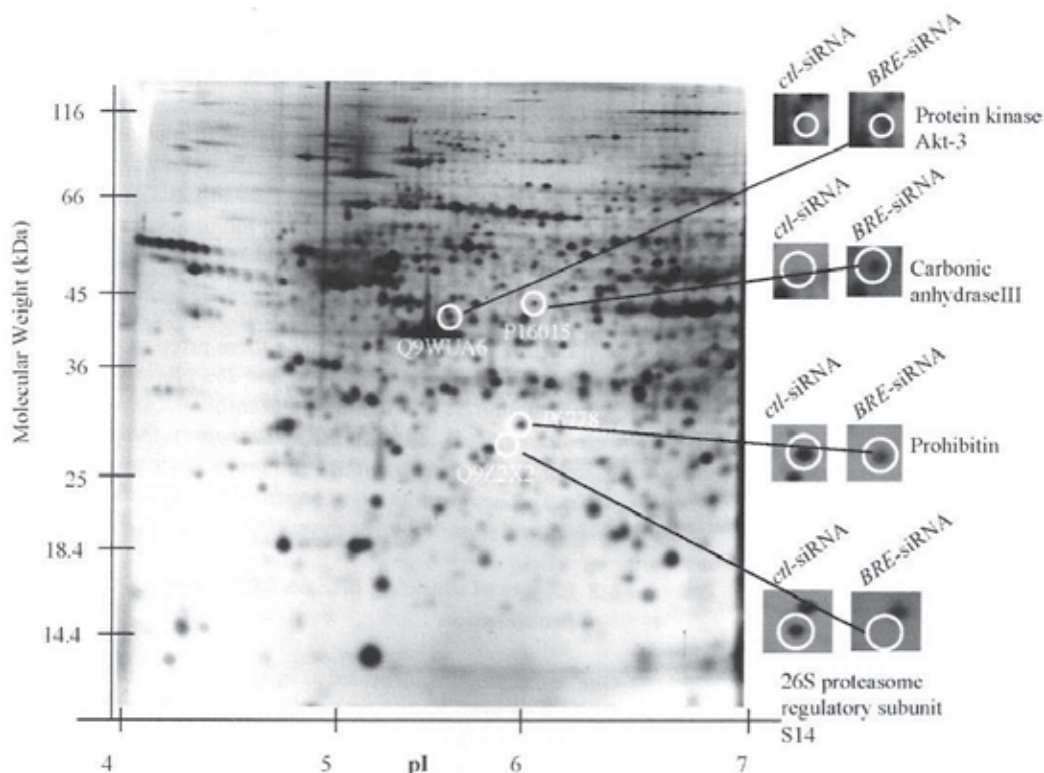 ctl-siRNA
BRE-siRNA
Protein kinase
Akt-3
ctl-siRNA
BRE-siRNA
Carbonic
anhydraseIII
ctl-siRNA
BRE-siRNA
Prohibitin
ctl-siRNA
BRE-siRNA
26S proteasome
regulatory subunit
S14
Molecular Weight (kDa)
116
66
45
36
25
18.4
14.4
Q9WUA6
P16015
Q9Z2X2
4
5
pI
6
7